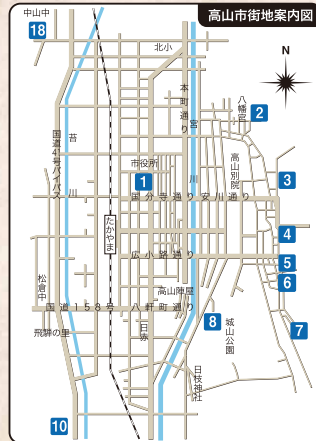 高山市街地案内図
中山中
18
北小
N
本町通り
宮川
八幡宮
2
国道41号バイパス
苔川
市役所
1
高山別院
3
国分寺通り 安川通り
4
たかやま
広小路通り
5
6
松倉中
高山陣屋
国道158号 八軒町通り
7
8
城山公園
飛騨の里
日赤
日枝神社
10